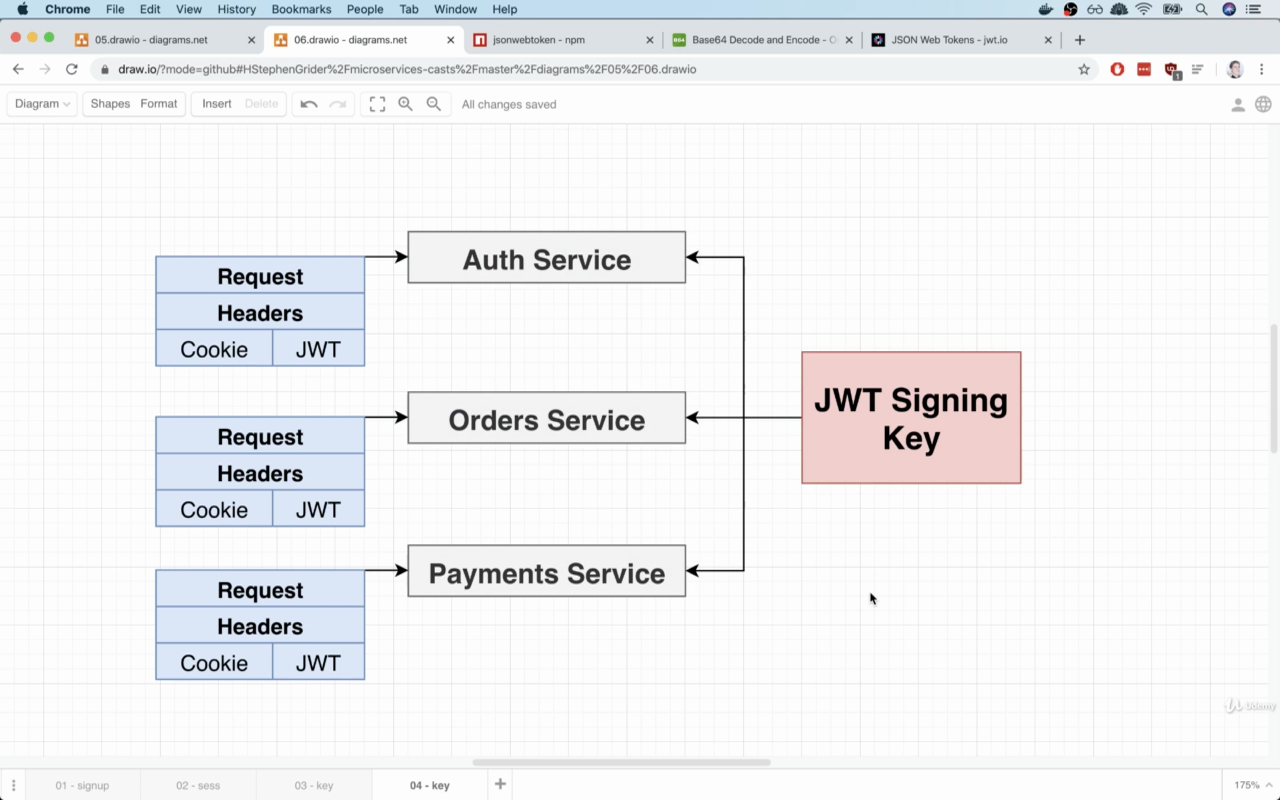 Chrome File Edit View History Bookmarks People Tab Window Help
05.drawio - diagrams.net
06.drawio - diagrams.net
jsonwebtoken - npm
Base64 Decode and Encode - O
JSON Web Tokens - jwt.io
draw.io/?mode=github#HStephenGrider%2Fmicroservices-casts%2Fmaster%2Fdiagrams%2F05%2F06.drawio
Diagram Shapes Format Insert Delete All changes saved
Auth Service
Request
Headers
Cookie JWT
JWT Signing
Key
Orders Service
Request
Headers
Cookie JWT
Payments Service
Request
Headers
Cookie JWT
Udemy
01 - signup 02 - sess 03 - key 04 - key 175%